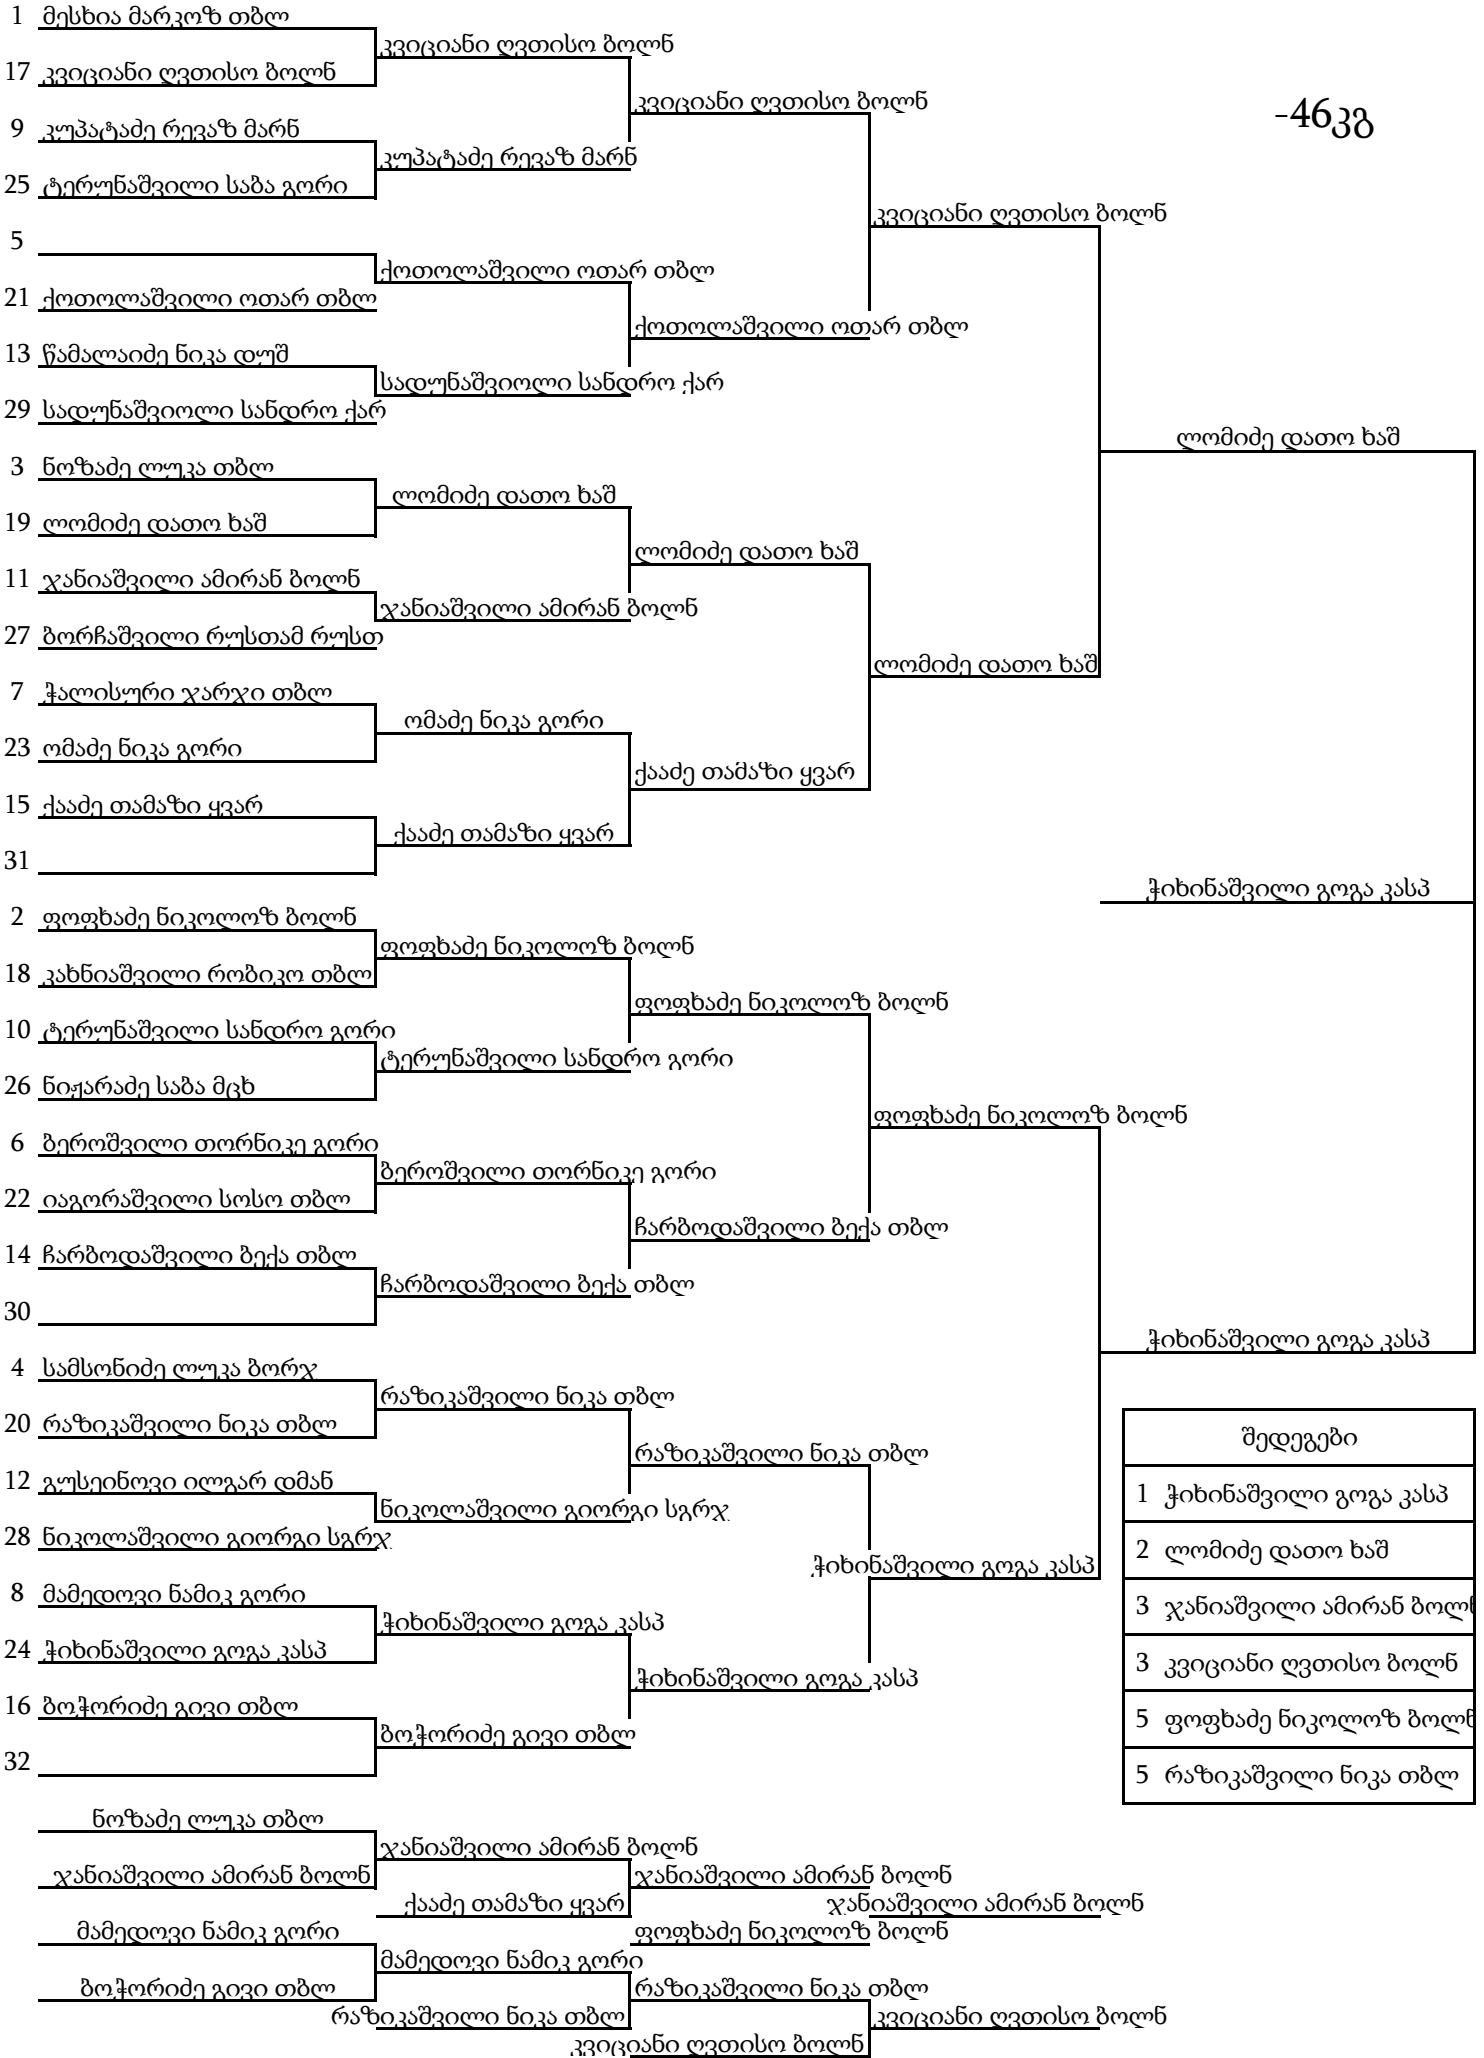 1 მესხია მარკოზ თბლ
კვიციანი ღვთისო ბოლნ
17 კვიციანი ღვთისო ბოლნ
კვიციანი ღვთისო ბოლნ
-46კგ
9 კუპატაძე რევაზ მარნ
კუპატაძე რევაზ მარნ
25 ტერუნაშვილი საბა გორი
კვიციანი ღვთისო ბოლნ
5
ქოთოლაშვილი ოთარ თბლ
21 ქოთოლაშვილი ოთარ თბლ
ქოთოლაშვილი ოთარ თბლ
13 წამალაიძე ნიკა დუშ
სადუნაშვიოლი სანდრო ქარ
29 სადუნაშვიოლი სანდრო ქარ
ლომიძე დათო ხაშ
3 ნოზაძე ლუკა თბლ
ლომიძე დათო ხაშ
19 ლომიძე დათო ხაშ
ლომიძე დათო ხაშ
11 ჯანიაშვილი ამირან ბოლნ
ჯანიაშვილი ამირან ბოლნ
27 ბორჩაშვილი რუსთამ რუსთ
ლომიძე დათო ხაშ
7 ჭალისური ჯარჯი თბლ
ომაძე ნიკა გორი
23 ომაძე ნიკა გორი
ქააძე თამაზი ყვარ
15 ქააძე თამაზი ყვარ
ქააძე თამაზი ყვარ
31
ჭიხინაშვილი გოგა კასპ
2 ფოფხაძე ნიკოლოზ ბოლნ
ფოფხაძე ნიკოლოზ ბოლნ
18 კახნიაშვილი რობიკო თბლ
ფოფხაძე ნიკოლოზ ბოლნ
10 ტერუნაშვილი სანდრო გორი
ტერუნაშვილი სანდრო გორი
26 ნიჟარაძე საბა მცხ
ფოფხაძე ნიკოლოზ ბოლნ
6 ბეროშვილი თორნიკე გორი
ბეროშვილი თორნიკე გორი
22 იაგორაშვილი სოსო თბლ
ჩარბოდაშვილი ბექა თბლ
14 ჩარბოდაშვილი ბექა თბლ
ჩარბოდაშვილი ბექა თბლ
30
ჭიხინაშვილი გოგა კასპ
4 სამსონიძე ლუკა ბორჯ
რაზიკაშვილი ნიკა თბლ
20 რაზიკაშვილი ნიკა თბლ
შედეგები
რაზიკაშვილი ნიკა თბლ
12 გუსეინოვი ილგარ დმან
1 ჭიხინაშვილი გოგა კასპ
ნიკოლაშვილი გიორგი სგრჯ
28 ნიკოლაშვილი გიორგი სგრჯ
2 ლომიძე დათო ხაშ
ჭიხინაშვილი გოგა კასპ
8 მამედოვი ნამიკ გორი
3 ჯანიაშვილი ამირან ბოლნ
ჭიხინაშვილი გოგა კასპ
24 ჭიხინაშვილი გოგა კასპ
3 კვიციანი ღვთისო ბოლნ
ჭიხინაშვილი გოგა კასპ
16 ბოჭორიძე გივი თბლ
5 ფოფხაძე ნიკოლოზ ბოლნ
ბოჭორიძე გივი თბლ
32
5 რაზიკაშვილი ნიკა თბლ
ნოზაძე ლუკა თბლ
ჯანიაშვილი ამირან ბოლნ
ჯანიაშვილი ამირან ბოლნ
ჯანიაშვილი ამირან ბოლნ
ქააძე თამაზი ყვარ
ჯანიაშვილი ამირან ბოლნ
მამედოვი ნამიკ გორი
ფოფხაძე ნიკოლოზ ბოლნ
მამედოვი ნამიკ გორი
ბოჭორიძე გივი თბლ
რაზიკაშვილი ნიკა თბლ
რაზიკაშვილი ნიკა თბლ
კვიციანი ღვთისო ბოლნ
კვიციანი ღვთისო ბოლნ